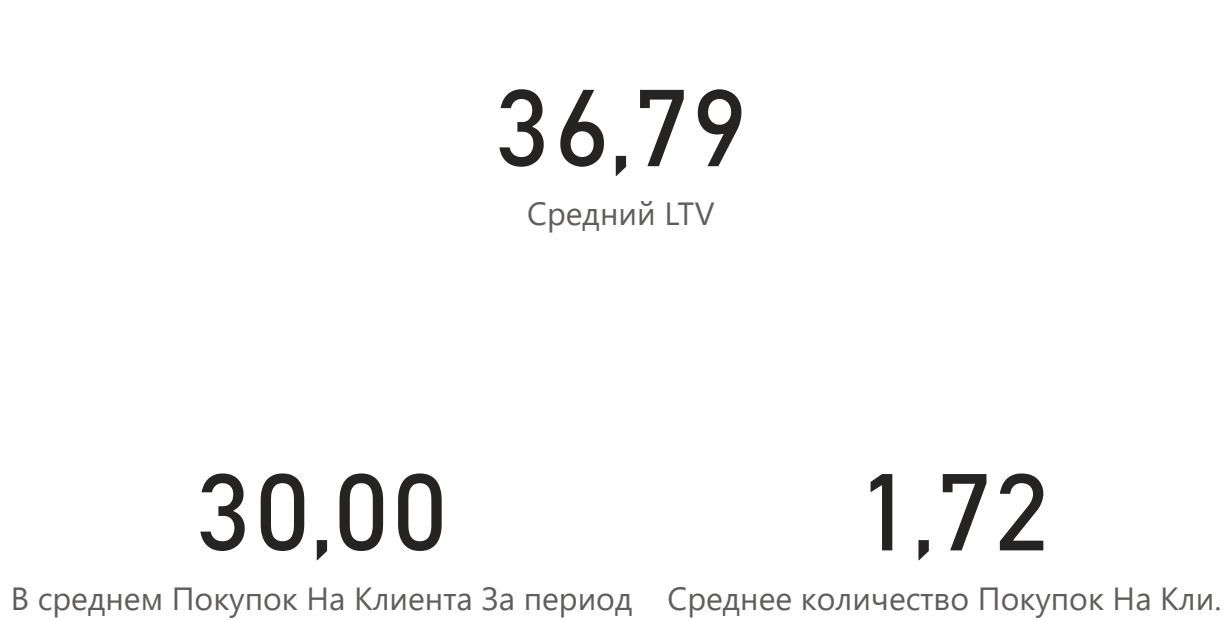 36,79
Средний LTV
30,00
1,72
В среднем Покупок На Клиента За период
Среднее количество Покупок На Кли.